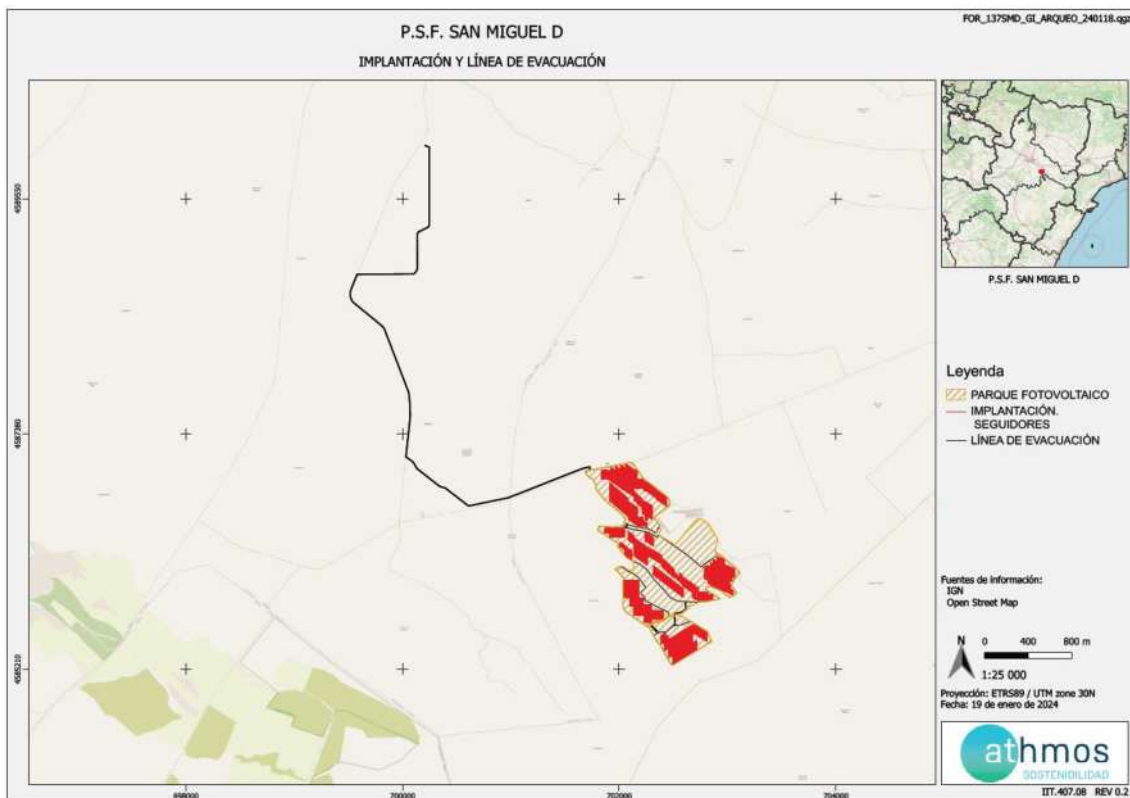 FOR_137SMD_GI_ARQUEO_240118.qgz
P.S.F. SAN MIGUEL D
IMPLANTACIÓN Y LÍNEA DE EVACUACIÓN
4589550
4587380
4585210
698000
700000
702000
704000
P.S.F. SAN MIGUEL D
Leyenda
PARQUE FOTOVOLTAICO
IMPLANTACIÓN.
SEGUIDORES
LÍNEA DE EVACUACIÓN
Fuentes de información:
IGN
Open Street Map
N
0 400 800 m
1:25 000
Proyección: ETRS89 / UTM zone 30N
Fecha: 19 de enero de 2024
athmos
SOSTENIBILIDAD
IIT.407.08 REV 0.2